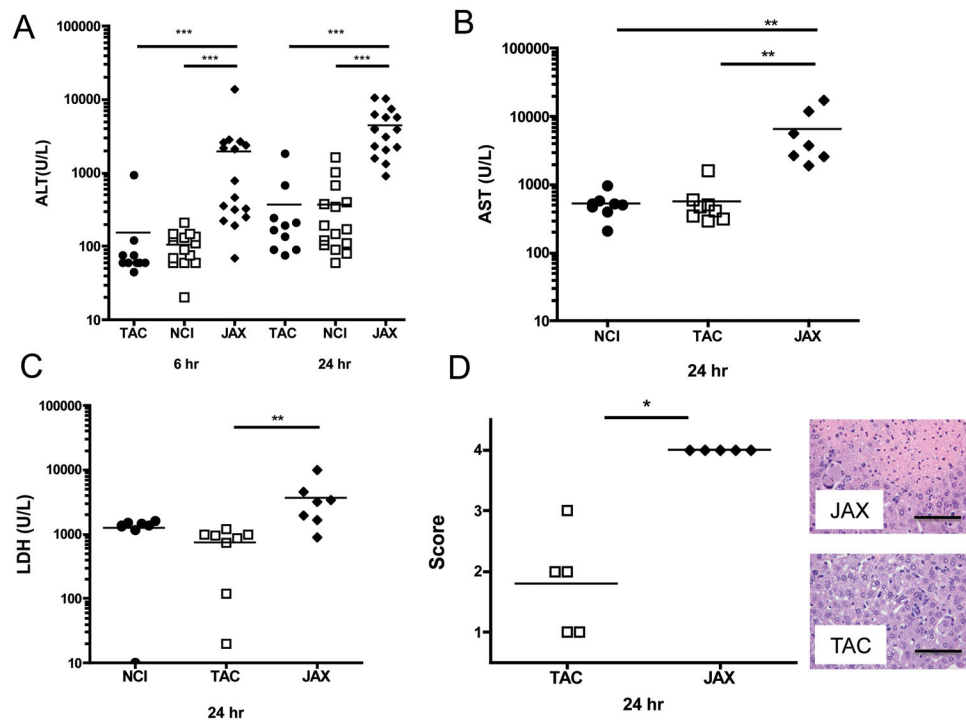 A
ALT(U/L)
100000
10000
1000
100
10
***
***
***
***
TAC NCI JAX TAC NCI JAX
6 hr 24 hr
B
AST (U/L)
100000
10000
1000
100
10
**
**
NCI TAC JAX
24 hr
C
LDH (U/L)
100000
10000
1000
100
10
**
NCI TAC JAX
24 hr
D
Score
4
3
2
1
*
TAC JAX
24 hr
JAX
TAC